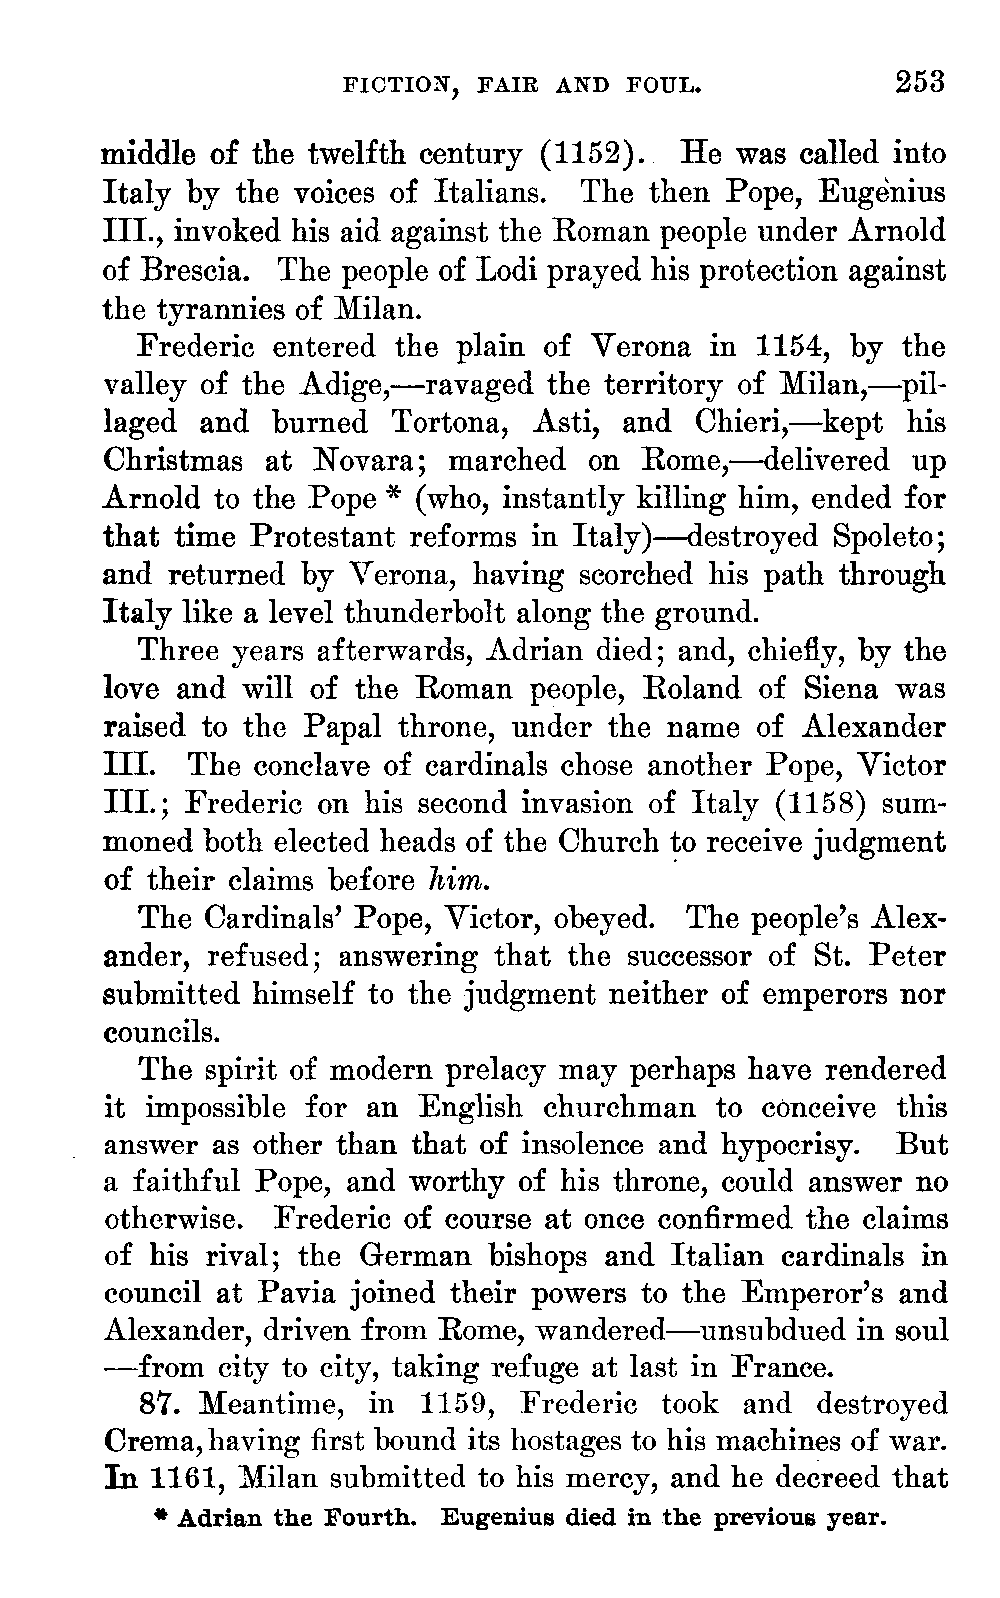 FICTION, FAIR AND FOUL. 253
middle of the twelfth century (1152). He was called into
Italy by the voices of Italians. The then Pope, Eugenius
III., invoked his aid against the Roman people under Arnold
of Brescia. The people of Lodi prayed his protection against
the tyrannies of Milan.
Frederic entered the plain of Verona in 1154, by the
valley of the Adige,—ravaged the territory of Milan,—pil-
laged and burned Tortona, Asti, and Chieri,—kept his
Christmas at Novara; marched on Rome,—delivered up
Arnold to the Pope * (who, instantly killing him, ended for
that time Protestant reforms in Italy)—destroyed Spoleto;
and returned by Verona, having scorched his path through
Italy like a level thunderbolt along the ground.
Three years afterwards, Adrian died; and, chiefly, by the
love and will of the Roman people, Roland of Siena was
raised to the Papal throne, under the name of Alexander
III. The conclave of cardinals chose another Pope, Victor
III.; Frederic on his second invasion of Italy (1158) sum-
moned both elected heads of the Church to receive judgment
of their claims before him.
The Cardinals' Pope, Victor, obeyed. The people's Alex-
ander, refused; answering that the successor of St. Peter
submitted himself to the judgment neither of emperors nor
councils.
The spirit of modern prelacy may perhaps have rendered
it impossible for an English churchman to conceive this
answer as other than that of insolence and hypocrisy. But
a faithful Pope, and worthy of his throne, could answer no
otherwise. Frederic of course at once confirmed the claims
of his rival; the German bishops and Italian cardinals in
council at Pavia joined their powers to the Emperor's and
Alexander, driven from Rome, wandered—unsubdued in soul
—from city to city, taking refuge at last in France.
87. Meantime, in 1159, Frederic took and destroyed
Crema, having first bound its hostages to his machines of war.
In 1161, Milan submitted to his mercy, and he decreed that
* Adrian the Fourth. Eugenius died in the previous year.